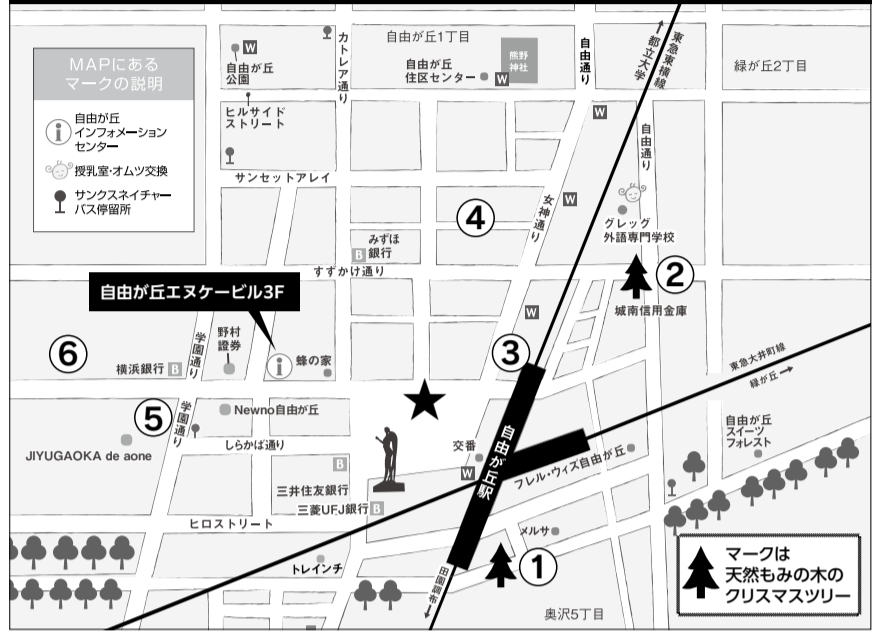 MAPにある
マークの説明
i
自由が丘
インフォメーション
センター
授乳室・オムツ交換
サンクスネイチャー
バス停留所
W
自由が丘
公園
カトレア通り
自由が丘1丁目
熊野
神社
自由が丘
住区センター
W
自由通り
東急東横線
都立大学
緑が丘2丁目
ヒルサイド
ストリート
W
自由通り
サンセットアレイ
④
女神通り
W
グレッグ
外語専門学校
みずほ
銀行
B
すずかけ通り
②
城南信用金庫
自由が丘エヌケービル3F
W
⑥
学園通り
野村
證券
横浜銀行
B
i
蜂の家
③
東急大井町線
緑が丘
⑤
学園通り
Newno自由が丘
しらかば通り
JIYUGAOKA de aone
交番
W
自由が丘駅
フレル・ウィズ自由が丘
自由が丘
スイーツ
フォレスト
B
三井住友銀行
三菱UFJ銀行
B
ヒロストリート
メルサ
①
トレインチ
田園調布
奥沢5丁目
マークは
天然もみの木の
クリスマスツリー